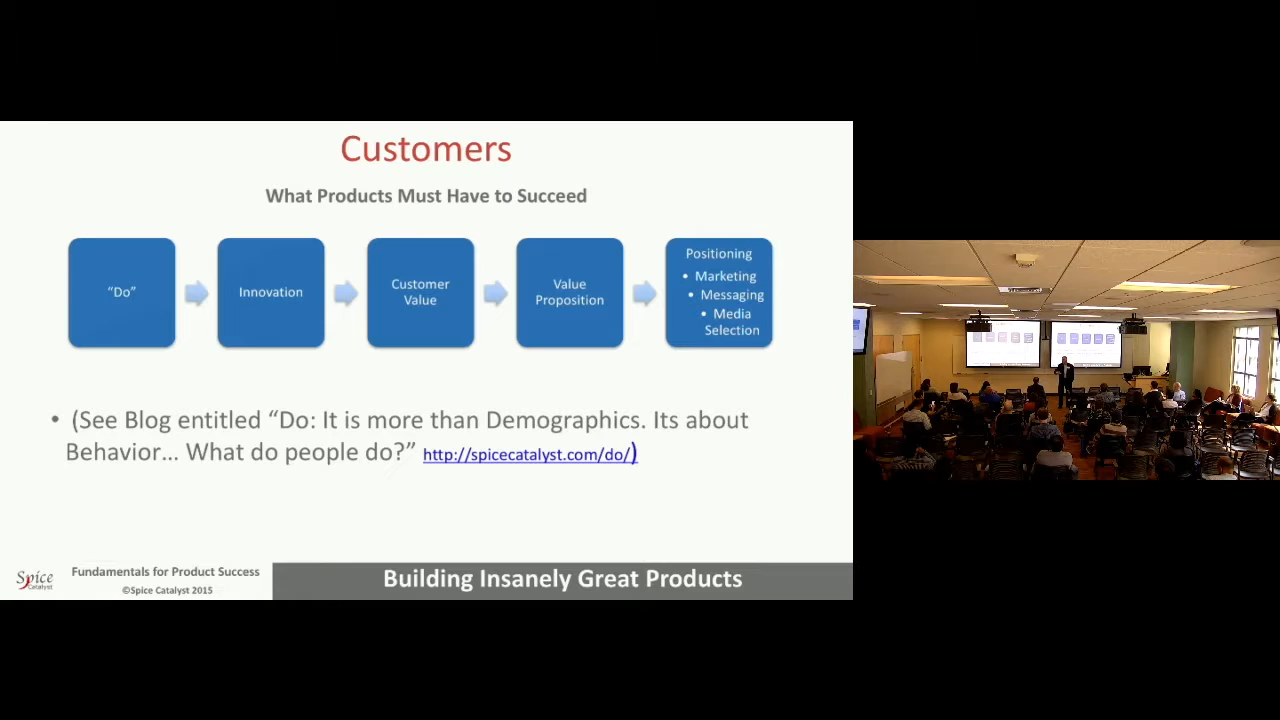 Customers
What Products Must Have to Succeed
“Do”
Innovation
Customer
Value
Value
Proposition
Positioning
• Marketing
• Messaging
• Media
Selection
• (See Blog entitled “Do: It is more than Demographics. Its about
Behavior... What do people do?” http://spicecatalyst.com/do/)
Spice
Catalyst
Fundamentals for Product Success
©Spice Catalyst 2015
Building Insanely Great Products